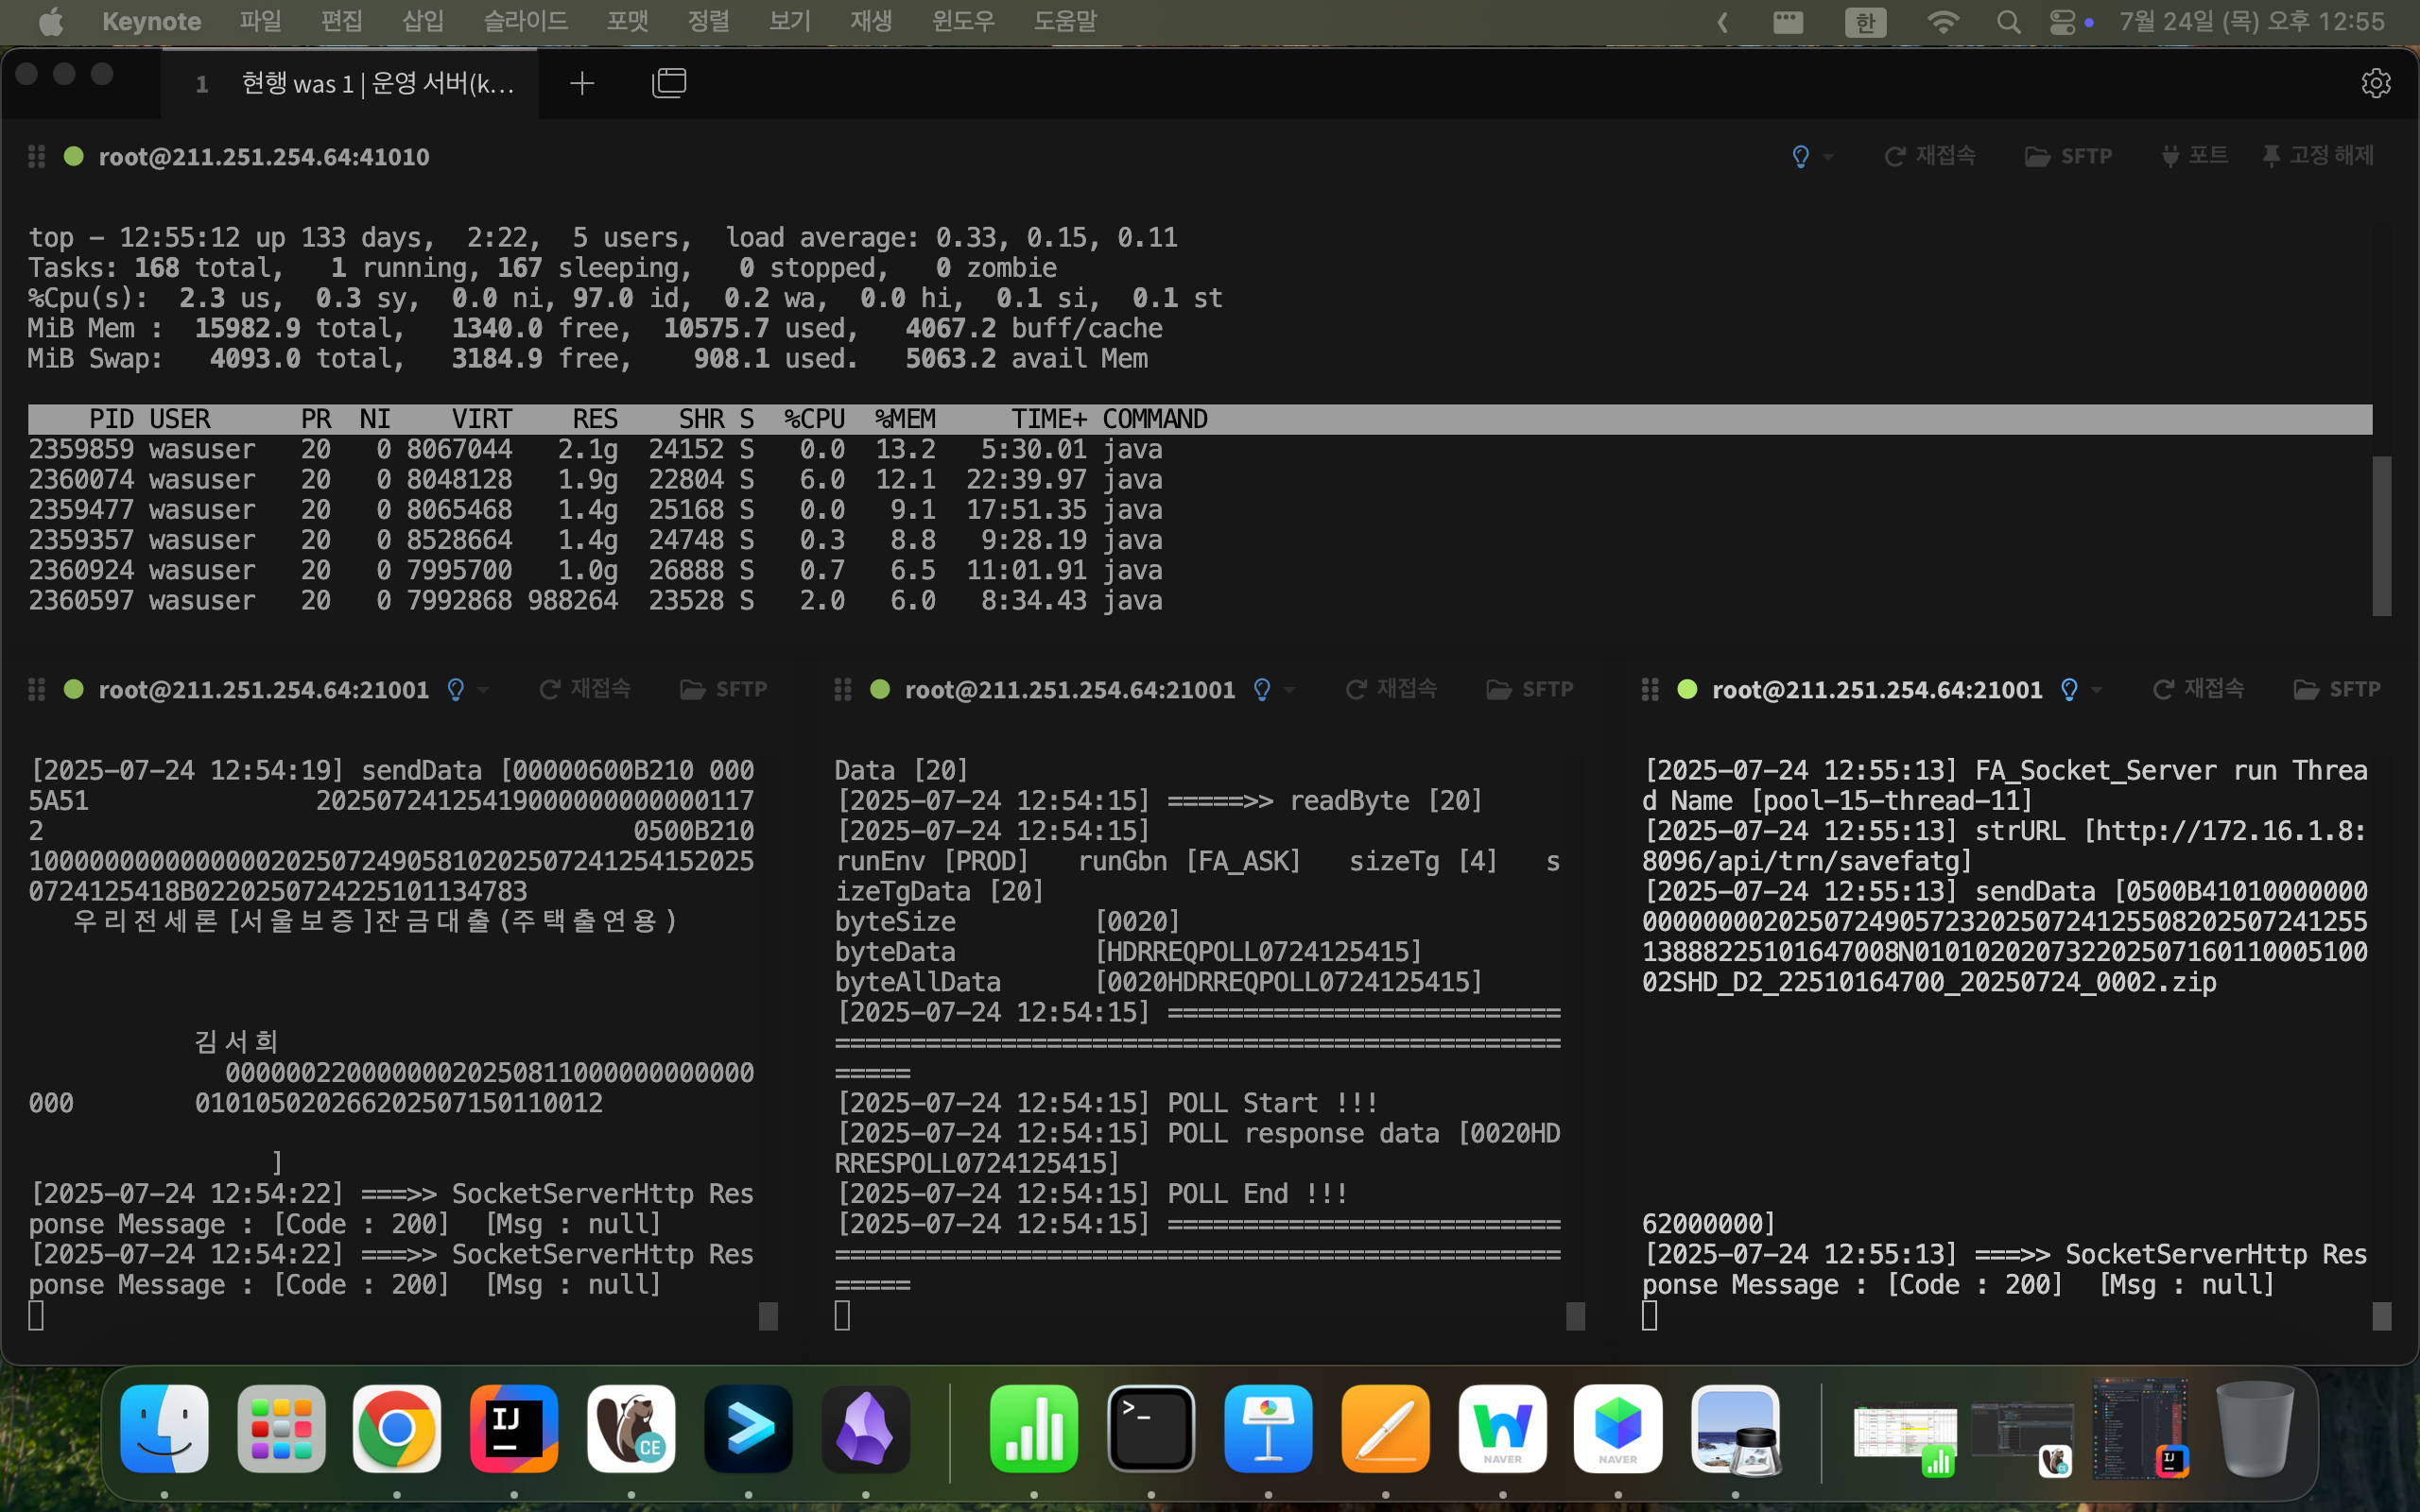 Keynote 파일 편집 삽입 슬라이드 포맷 정렬 보기 재생 윈도우 도움말 한 7월 24일 (목) 오후 12:55
1 현행 was 1 | 운영 서버(k…
root@211.251.254.64:41010 재접속 SFTP 포트 고정 해제
top – 12:55:12 up 133 days, 2:22, 5 users, load average: 0.33, 0.15, 0.11
Tasks: 168 total, 1 running, 167 sleeping, 0 stopped, 0 zombie
%Cpu(s): 2.3 us, 0.3 sy, 0.0 ni, 97.0 id, 0.2 wa, 0.0 hi, 0.1 si, 0.1 st
MiB Mem : 15982.9 total, 1340.0 free, 10575.7 used, 4067.2 buff/cache
MiB Swap: 4093.0 total, 3184.9 free, 908.1 used. 5063.2 avail Mem
PID USER PR NI VIRT RES SHR S %CPU %MEM TIME+ COMMAND
2359859 wasuser 20 0 8067044 2.1g 24152 S 0.0 13.2 5:30.01 java
2360074 wasuser 20 0 8048128 1.9g 22804 S 6.0 12.1 22:39.97 java
2359477 wasuser 20 0 8065468 1.4g 25168 S 0.0 9.1 17:51.35 java
2359357 wasuser 20 0 8528664 1.4g 24748 S 0.3 8.8 9:28.19 java
2360924 wasuser 20 0 7995700 1.0g 26888 S 0.7 6.5 11:01.91 java
2360597 wasuser 20 0 7992868 988264 23528 S 2.0 6.0 8:34.43 java
root@211.251.254.64:21001 재접속 SFTP
[2025-07-24 12:54:19] sendData [00000600B210 000
5A51 2025072412541900000000000117
2 0500B210
100000000000000002025072490581020250724125415​2025
0724125418B0220250724225101134783
우리전세론 [서울보증]잔금대출(주택출연용)
김서희
00000022000000020250811000000000000
000 010105020266202507150110012
]
[2025-07-24 12:54:22] ===>> SocketServerHttp Res
ponse Message : [Code : 200] [Msg : null]
[2025-07-24 12:54:22] ===>> SocketServerHttp Res
ponse Message : [Code : 200] [Msg : null]
root@211.251.254.64:21001 재접속 SFTP
Data [20]
[2025-07-24 12:54:15] =====>> readByte [20]
[2025-07-24 12:54:15]
runEnv [PROD] runGbn [FA_ASK] sizeTg [4] s
izeTgData [20]
byteSize [0020]
byteData [HDRREQPOLL0724125415]
byteAllData [0020HDRREQPOLL0724125415]
[2025-07-24 12:54:15] ==========================
================================================
=====
[2025-07-24 12:54:15] POLL Start !!!
[2025-07-24 12:54:15] POLL response data [0020HD
RRESPOLL0724125415]
[2025-07-24 12:54:15] POLL End !!!
[2025-07-24 12:54:15] ==========================
================================================
=====
root@211.251.254.64:21001 재접속 SFTP
[2025-07-24 12:55:13] FA_Socket_Server run Threa
d Name [pool-15-thread-11]
[2025-07-24 12:55:13] strURL [http://172.16.1.8:
8096/api/trn/savefatg]
[2025-07-24 12:55:13] sendData [0500B41010000000
000000002025072490572320250724125508202507241255
13888225101647008N010102020732202507160110005100
02SHD_D2_22510164700_20250724_0002.zip
62000000]
[2025-07-24 12:55:13] ===>> SocketServerHttp Res
ponse Message : [Code : 200] [Msg : null]
IJ
CE
>_
NAVER
NAVER
CE
IJ